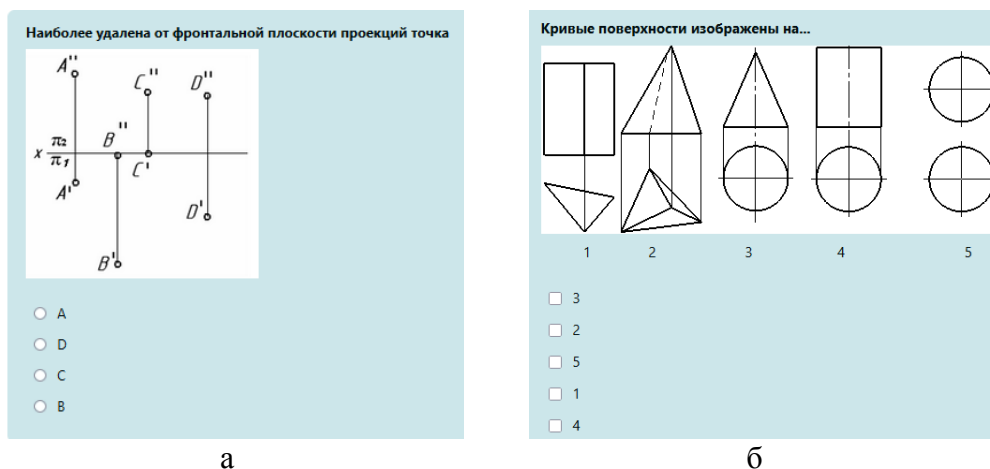 Наиболее удалена от фронтальной плоскости проекций точка
A"
C"
D"
B"
x π₂/π₁
C'
A'
D'
B'
A
D
C
B
а
Кривые поверхности изображены на...
1 2 3 4 5
3
2
5
1
4
б